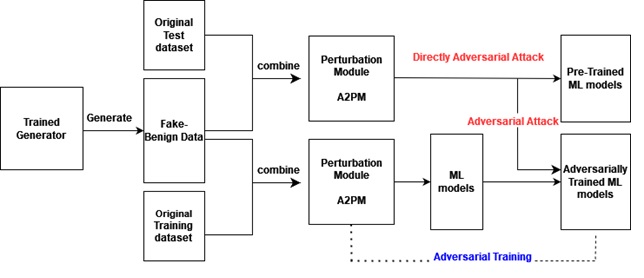 Original
Test
dataset
combine
Perturbation
Module
A2PM
Directly Adversarial Attack
Pre-Trained
ML models
Trained
Generator
Generate
Fake-
Benign Data
Adversarial Attack
combine
Perturbation
Module
A2PM
ML
models
Adversarially
Trained ML
models
Original
Training
dataset
Adversarial Training